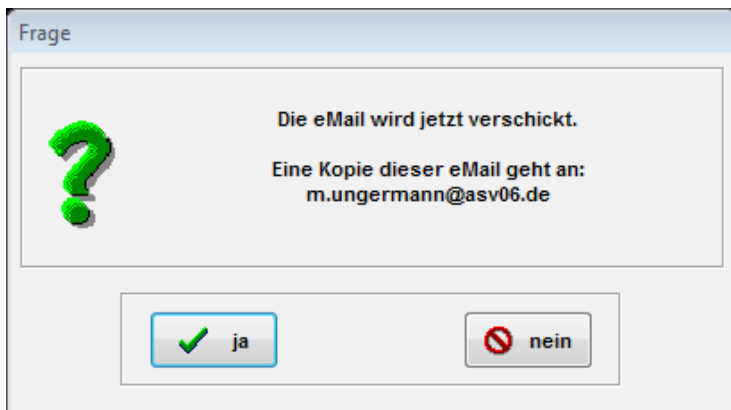 Frage
Die eMail wird jetzt verschickt.
Eine Kopie dieser eMail geht an:
m.ungermann@asv06.de
ja
nein